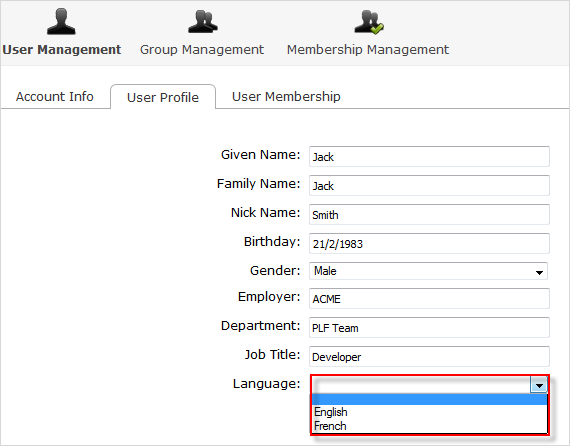 User Management Group Management Membership Management
Account Info User Profile User Membership
Given Name: Jack
Family Name: Jack
Nick Name: Smith
Birthday: 21/2/1983
Gender: Male
Employer: ACME
Department: PLF Team
Job Title: Developer
Language:
English
French